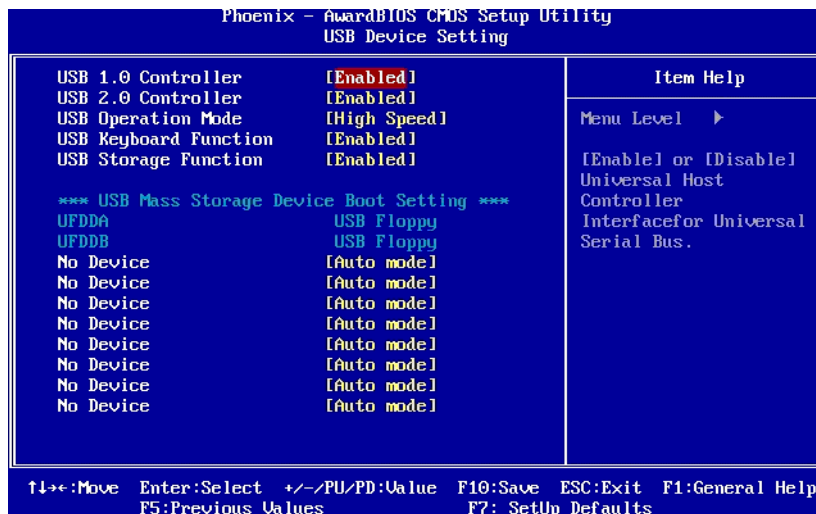 Phoenix - AwardBIOS CMOS Setup Utility
USB Device Setting
USB 1.0 Controller [Enabled]
USB 2.0 Controller [Enabled]
USB Operation Mode [High Speed]
USB Keyboard Function [Enabled]
USB Storage Function [Enabled]
*** USB Mass Storage Device Boot Setting ***
UFDDA USB Floppy
UFDDB USB Floppy
No Device [Auto mode]
No Device [Auto mode]
No Device [Auto mode]
No Device [Auto mode]
No Device [Auto mode]
No Device [Auto mode]
No Device [Auto mode]
No Device [Auto mode]
Item Help
Menu Level ▶
[Enable] or [Disable]
Universal Host
Controller
Interfacefor Universal
Serial Bus.
↑↓→←:Move Enter:Select +/-/PU/PD:Value F10:Save ESC:Exit F1:General Help
F5:Previous Values F7: SetUp Defaults